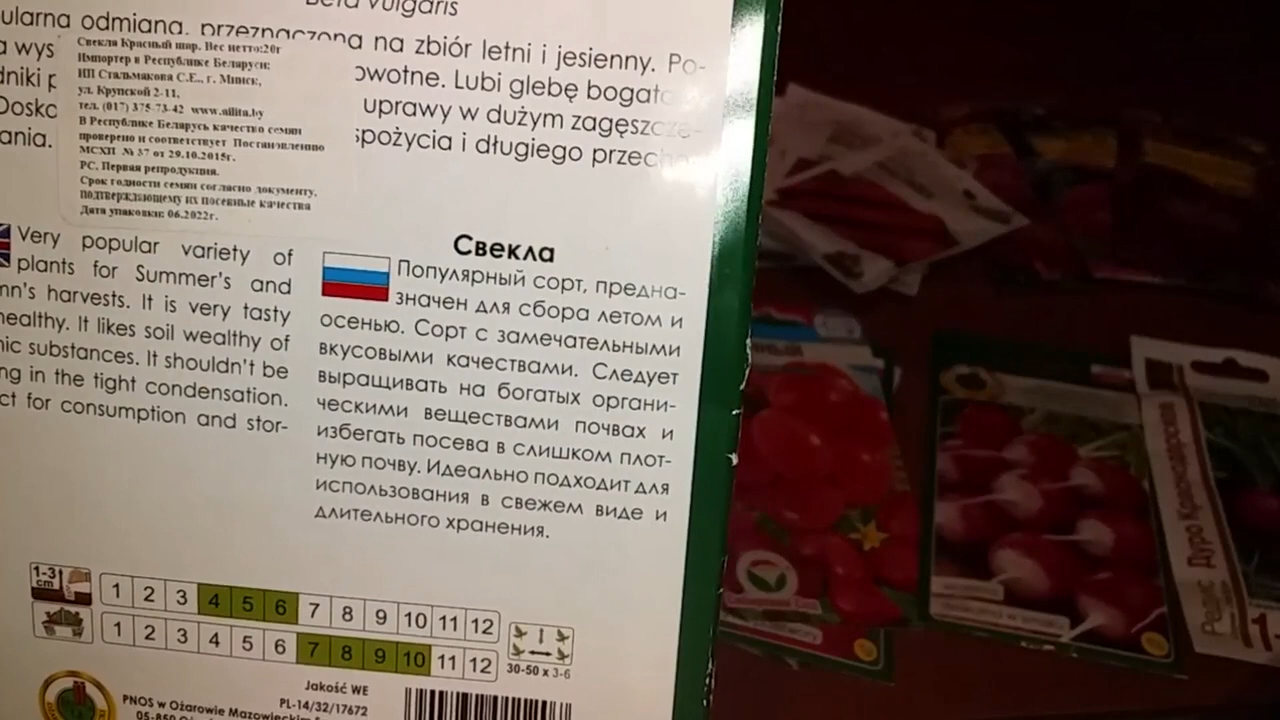 Beta vulgaris
ularna odmiana, przeznaczona na zbiór letni i jesienny. Po-
a wys
owotne. Lubi glebę bogatą
dniki p
uprawy w dużym zagęszcze-
Dosko
spożycia i długiego przecho
ania.
Свекла Красный шар. Вес нетто:20г
Импортер в Республике Беларуси:
ИП Стальмакова С.Е., г. Минск,
ул. Крупской 2-11,
тел. (017) 375-73-42 www.ailita.by
В Республике Беларусь качество семян
проверено и соответствует Постановлению
МСХП № 37 от 29.10.2015г.
РС. Первая репродукция.
Срок годности семян согласно документу,
подтверждающему их посевные качества
Дата упаковки: 06.2022г.
Very popular variety of
plants for Summer's and
mn's harvests. It is very tasty
healthy. It likes soil wealthy of
nic substances. It shouldn't be
ng in the tight condensation.
ct for consumption and stor-
Свекла
Популярный сорт, предна-
значен для сбора летом и
осенью. Сорт с замечательными
вкусовыми качествами. Следует
выращивать на богатых органи-
ческими веществами почвах и
избегать посева в слишком плот-
ную почву. Идеально подходит для
использования в свежем виде и
длительного хранения.
1-3 cm
1 2 3 4 5 6 7 8 9 10 11 12
1 2 3 4 5 6 7 8 9 10 11 12
30-50 x 3-6
Jakość WE
PL-14/32/17672
PNOS w Ożarowie Mazowieckim
05-850
Редис Дуро Краснодарское